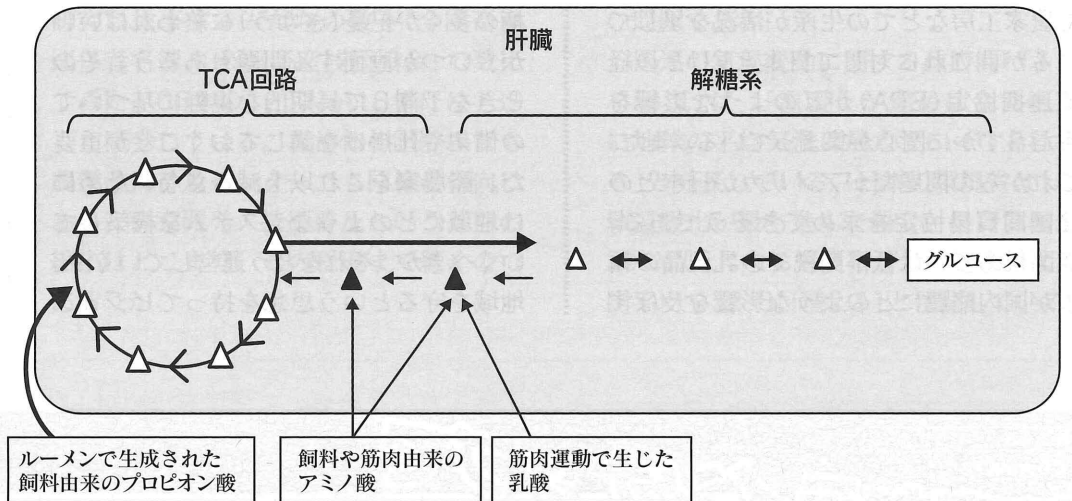 肝臓
TCA回路
解糖系
グルコース
ルーメンで生成された
飼料由来のプロピオン酸
飼料や筋肉由来の
アミノ酸
筋肉運動で生じた
乳酸